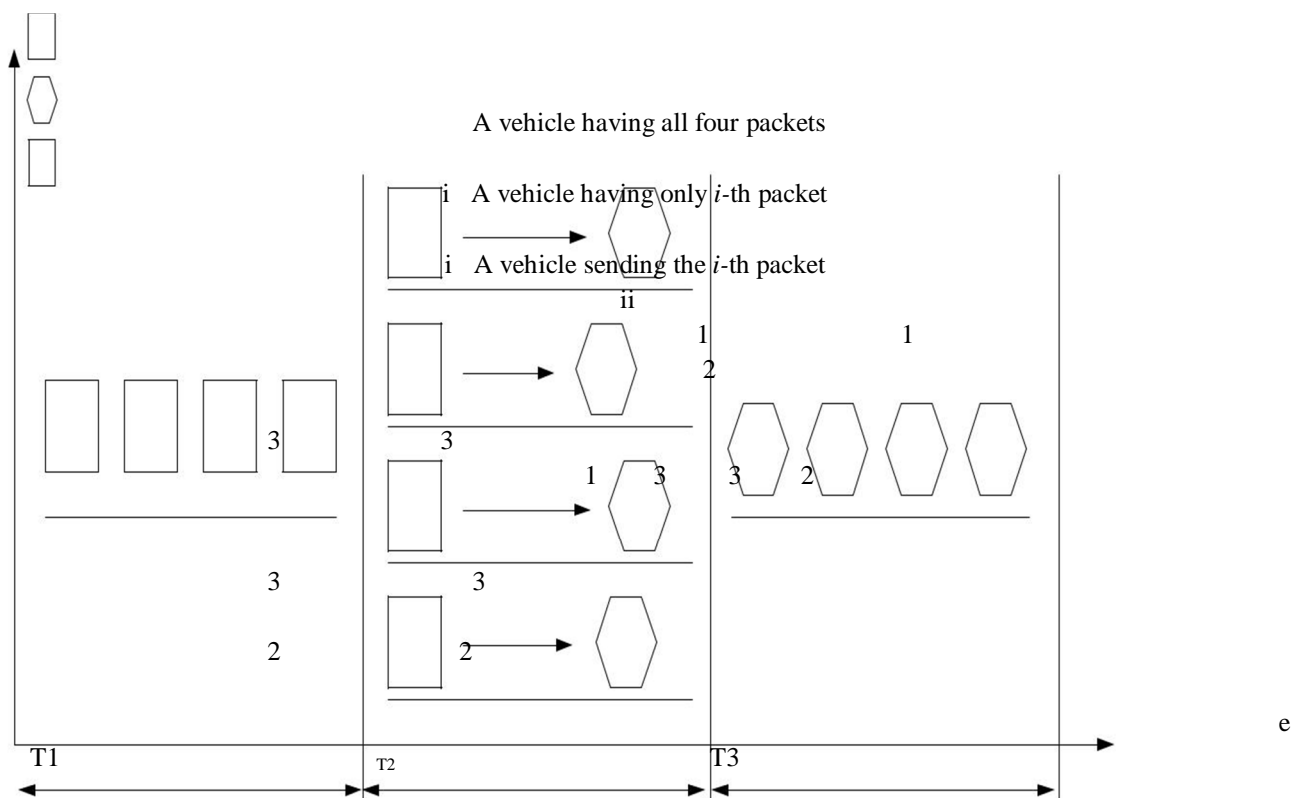 A vehicle having all four packets
i A vehicle having only i-th packet
i A vehicle sending the i-th packet
ii
1 1
2
3 3
1 3 3 2
3 3
2 2
e
T1 T2 T3